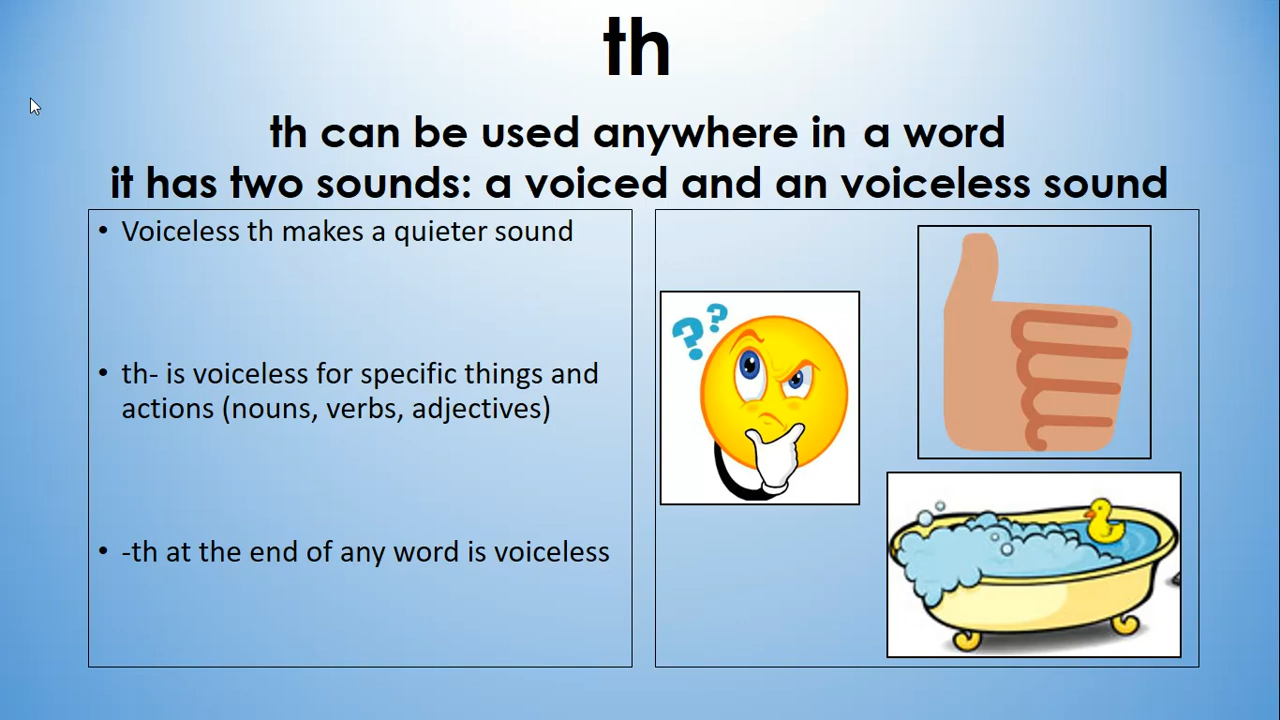 th
th can be used anywhere in a word
it has two sounds: a voiced and an voiceless sound
• Voiceless th makes a quieter sound
• th- is voiceless for specific things and
actions (nouns, verbs, adjectives)
• -th at the end of any word is voiceless
??